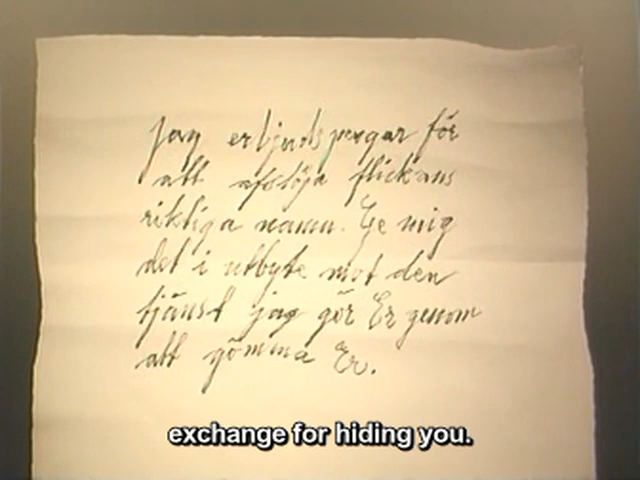 Jag erbjuds pengar för
att afslöja flickans
riktiga namn. Ge mig
det i utbyte mot den
tjänst jag gör Er genom
att gömma Er.
exchange for hiding you.